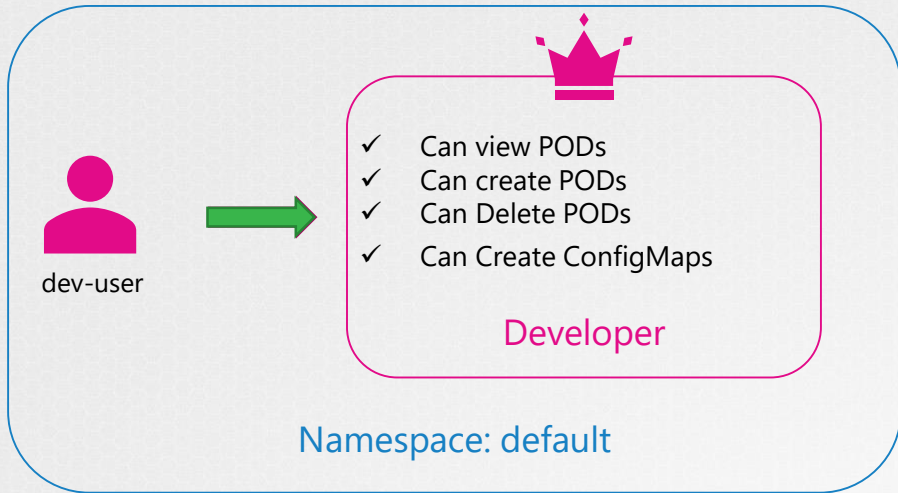 ✓ Can view PODs
✓ Can create PODs
✓ Can Delete PODs
✓ Can Create ConfigMaps
dev-user
Developer
Namespace: default